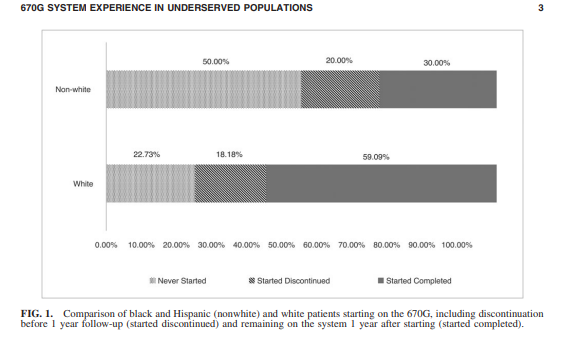 670G SYSTEM EXPERIENCE IN UNDERSERVED POPULATIONS 3
50.00% 20.00% 30.00%
Non-white
22.73% 18.18% 59.09%
White
0.00% 10.00% 20.00% 30.00% 40.00% 50.00% 60.00% 70.00% 80.00% 90.00% 100.00%
Never Started Started Discontinued Started Completed
FIG. 1. Comparison of black and Hispanic (nonwhite) and white patients starting on the 670G, including discontinuation
before 1 year follow-up (started discontinued) and remaining on the system 1 year after starting (started completed).